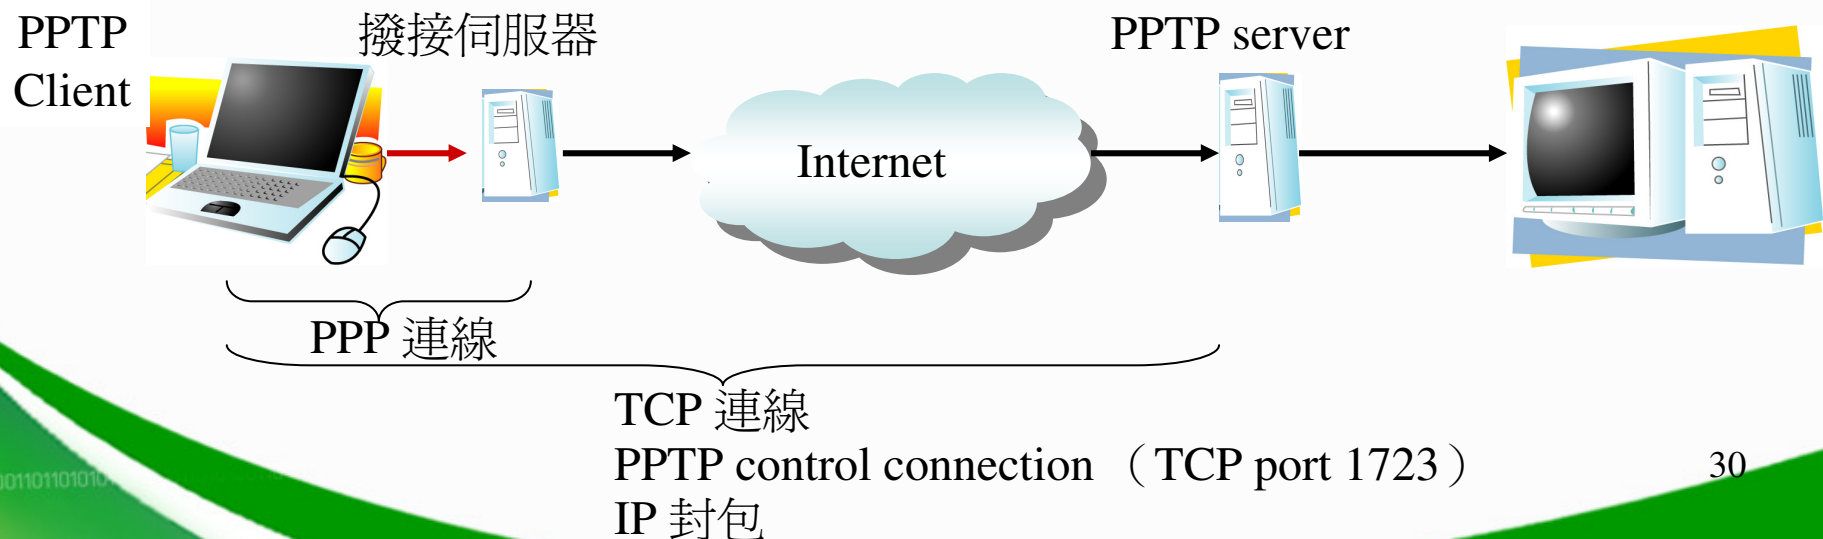 PPTP
Client
撥接伺服器
PPTP server
Internet
PPP 連線
TCP 連線
PPTP control connection （TCP port 1723）
IP 封包
30